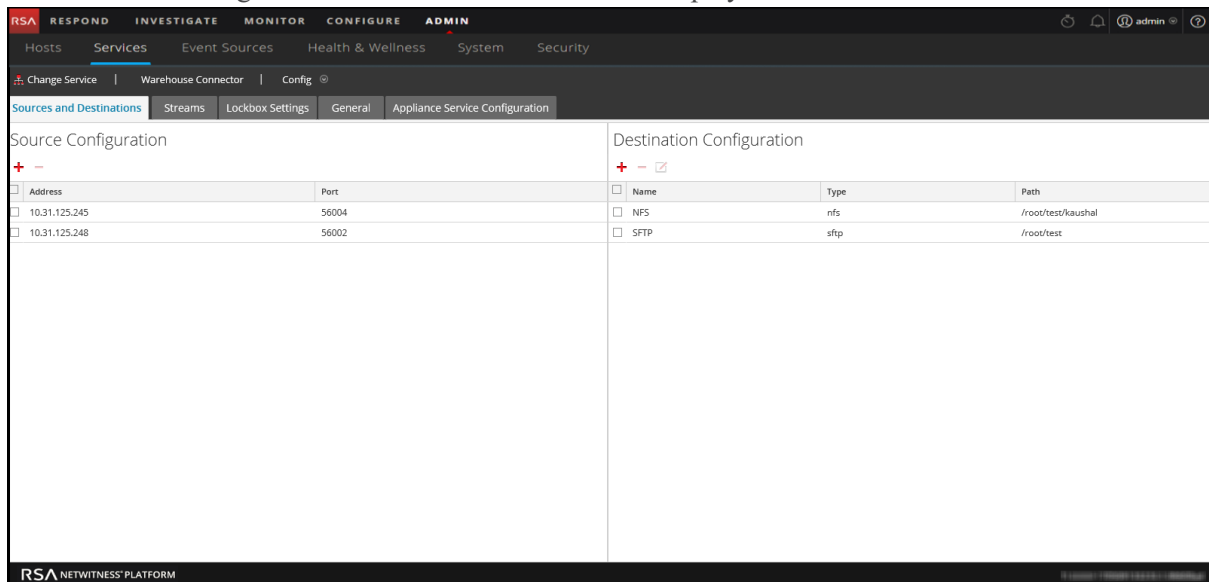 RSA RESPOND INVESTIGATE MONITOR CONFIGURE ADMIN admin ?
Hosts Services Event Sources Health & Wellness System Security
Change Service | Warehouse Connector | Config
Sources and Destinations Streams Lockbox Settings General Appliance Service Configuration
Source Configuration
Address Port
10.31.125.245 56004
10.31.125.248 56002
Destination Configuration
Name Type Path
NFS nfs /root/test/kaushal
SFTP sftp /root/test
RSA NETWITNESS® PLATFORM